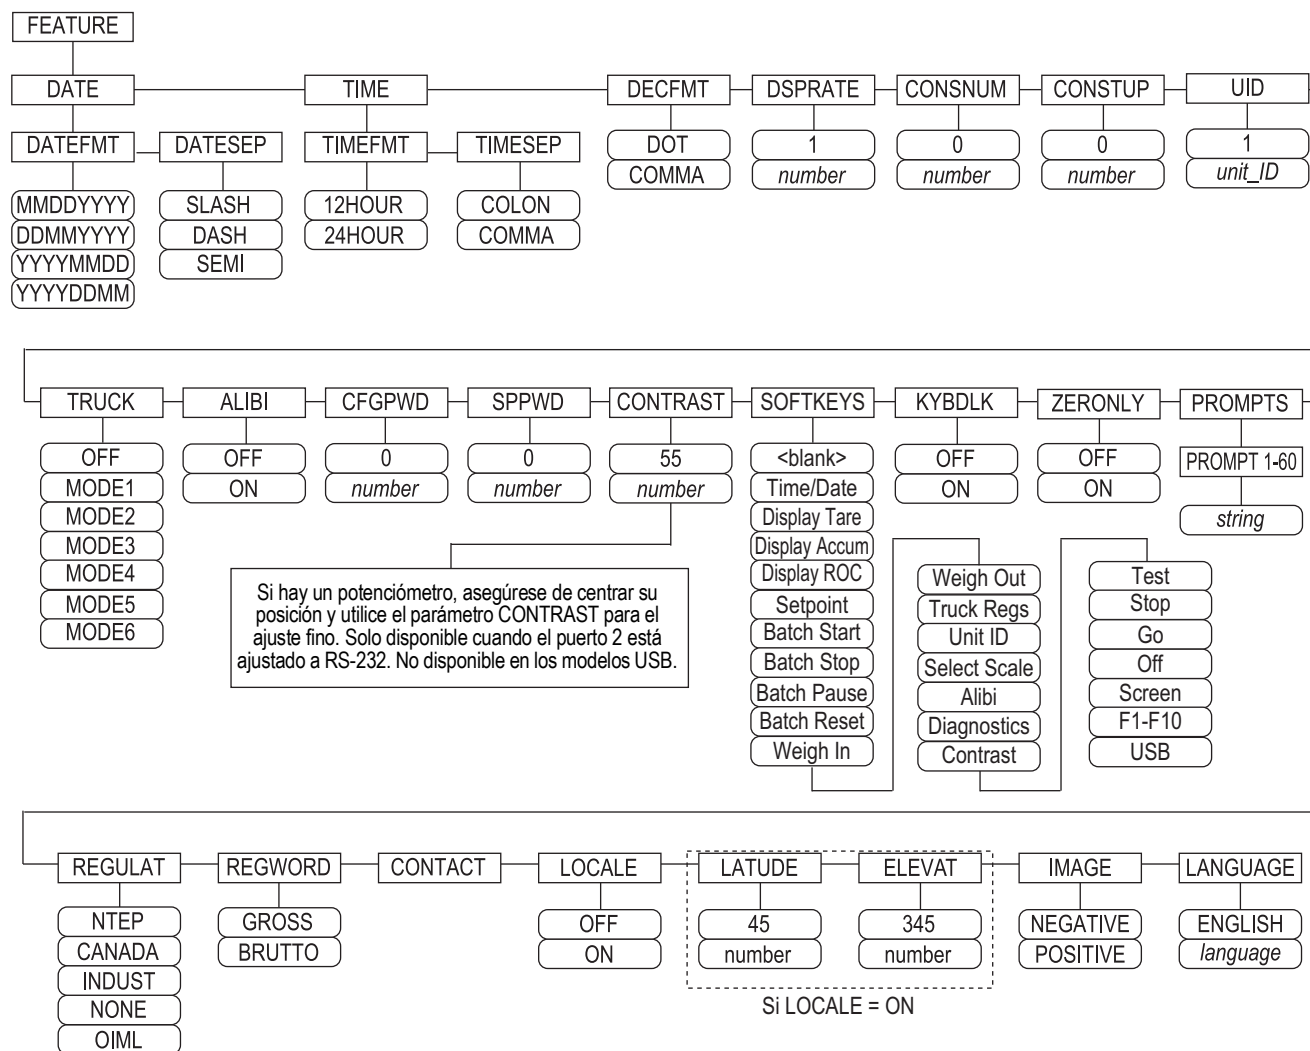 FEATURE
DATE TIME DECFMT DSPRATE CONSNUM CONSTUP UID
DATEFMT DATESEP TIMEFMT TIMESEP DOT 1 0 0 1
COMMA number number number unit_ID
MMDDYYYY SLASH 12HOUR COLON
DDMMYYYY DASH 24HOUR COMMA
YYYYMMDD SEMI
YYYYDDMM
TRUCK ALIBI CFGPWD SPPWD CONTRAST SOFTKEYS KYBDLK ZERONLY PROMPTS
OFF OFF 0 0 55 <blank> OFF OFF PROMPT 1-60
MODE1 ON number number number Time/Date ON ON
MODE2 Display Tare string
MODE3 Display Accum
MODE4 Display ROC Weigh Out Test
MODE5 Setpoint Truck Regs Stop
MODE6 Batch Start Unit ID Go
Batch Stop Select Scale Off
Batch Pause Alibi Screen
Batch Reset Diagnostics F1-F10
Weigh In Contrast USB
Si hay un potenciómetro, asegúrese de centrar su
posición y utilice el parámetro CONTRAST para el
ajuste fino. Solo disponible cuando el puerto 2 está
ajustado a RS-232. No disponible en los modelos USB.
REGULAT REGWORD CONTACT LOCALE LATUDE ELEVAT IMAGE LANGUAGE
NTEP GROSS OFF 45 345 NEGATIVE ENGLISH
CANADA BRUTTO ON number number POSITIVE language
INDUST
NONE
OIML
Si LOCALE = ON